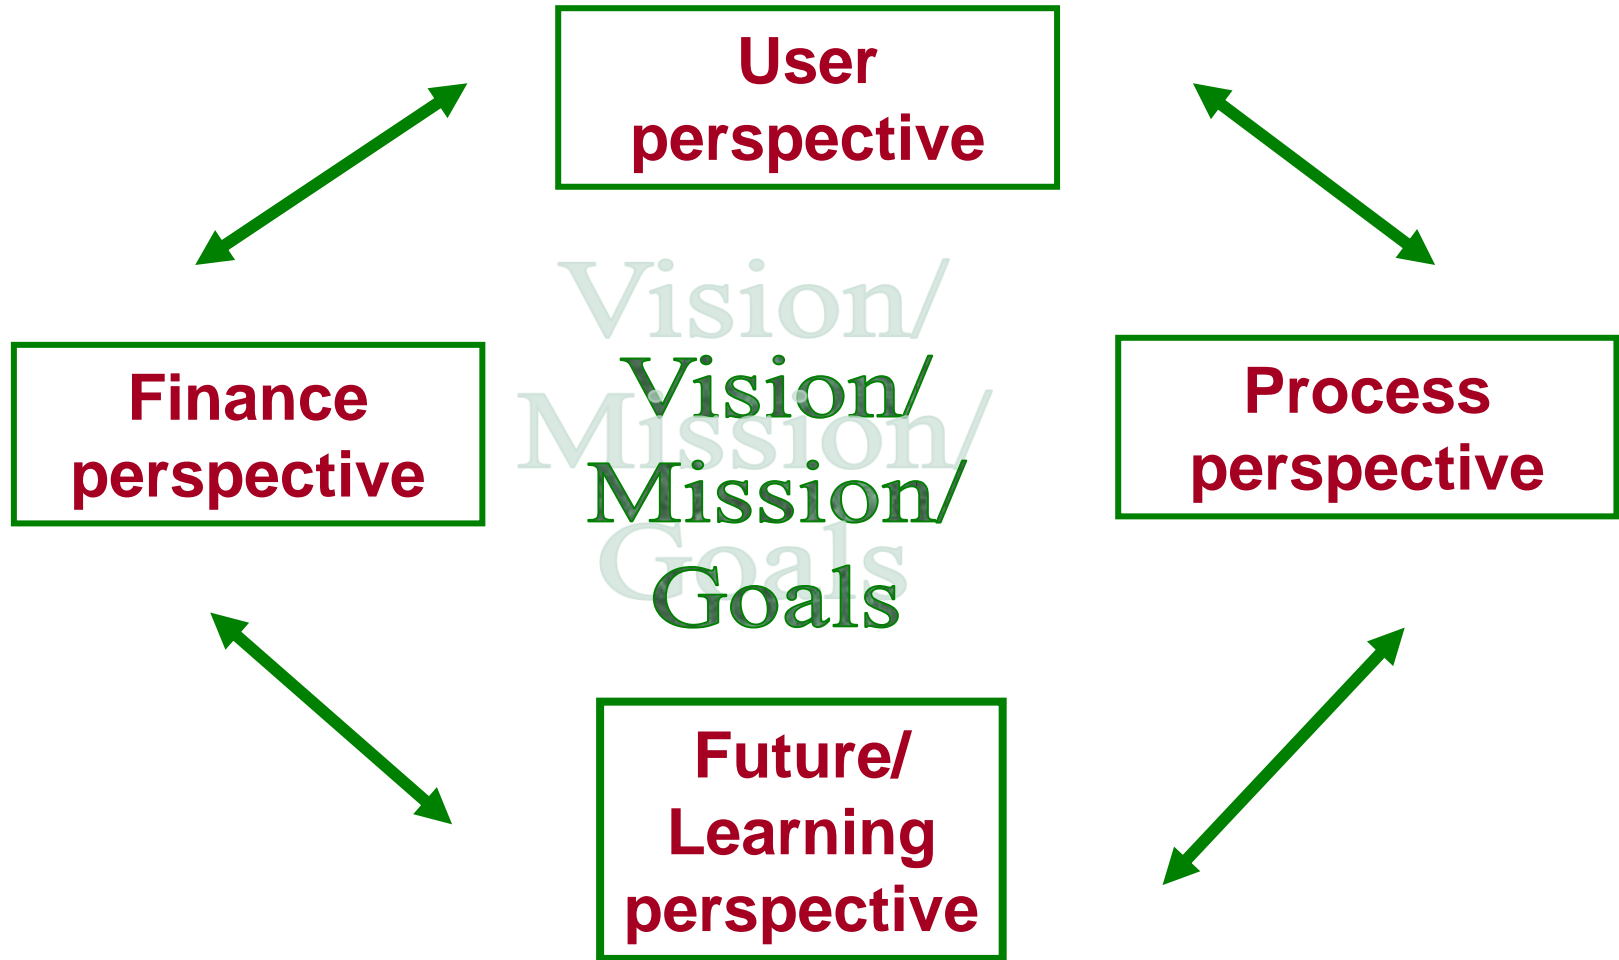 User
perspective
Finance
perspective
Vision/
Mission/
Goals
Process
perspective
Future/
Learning
perspective